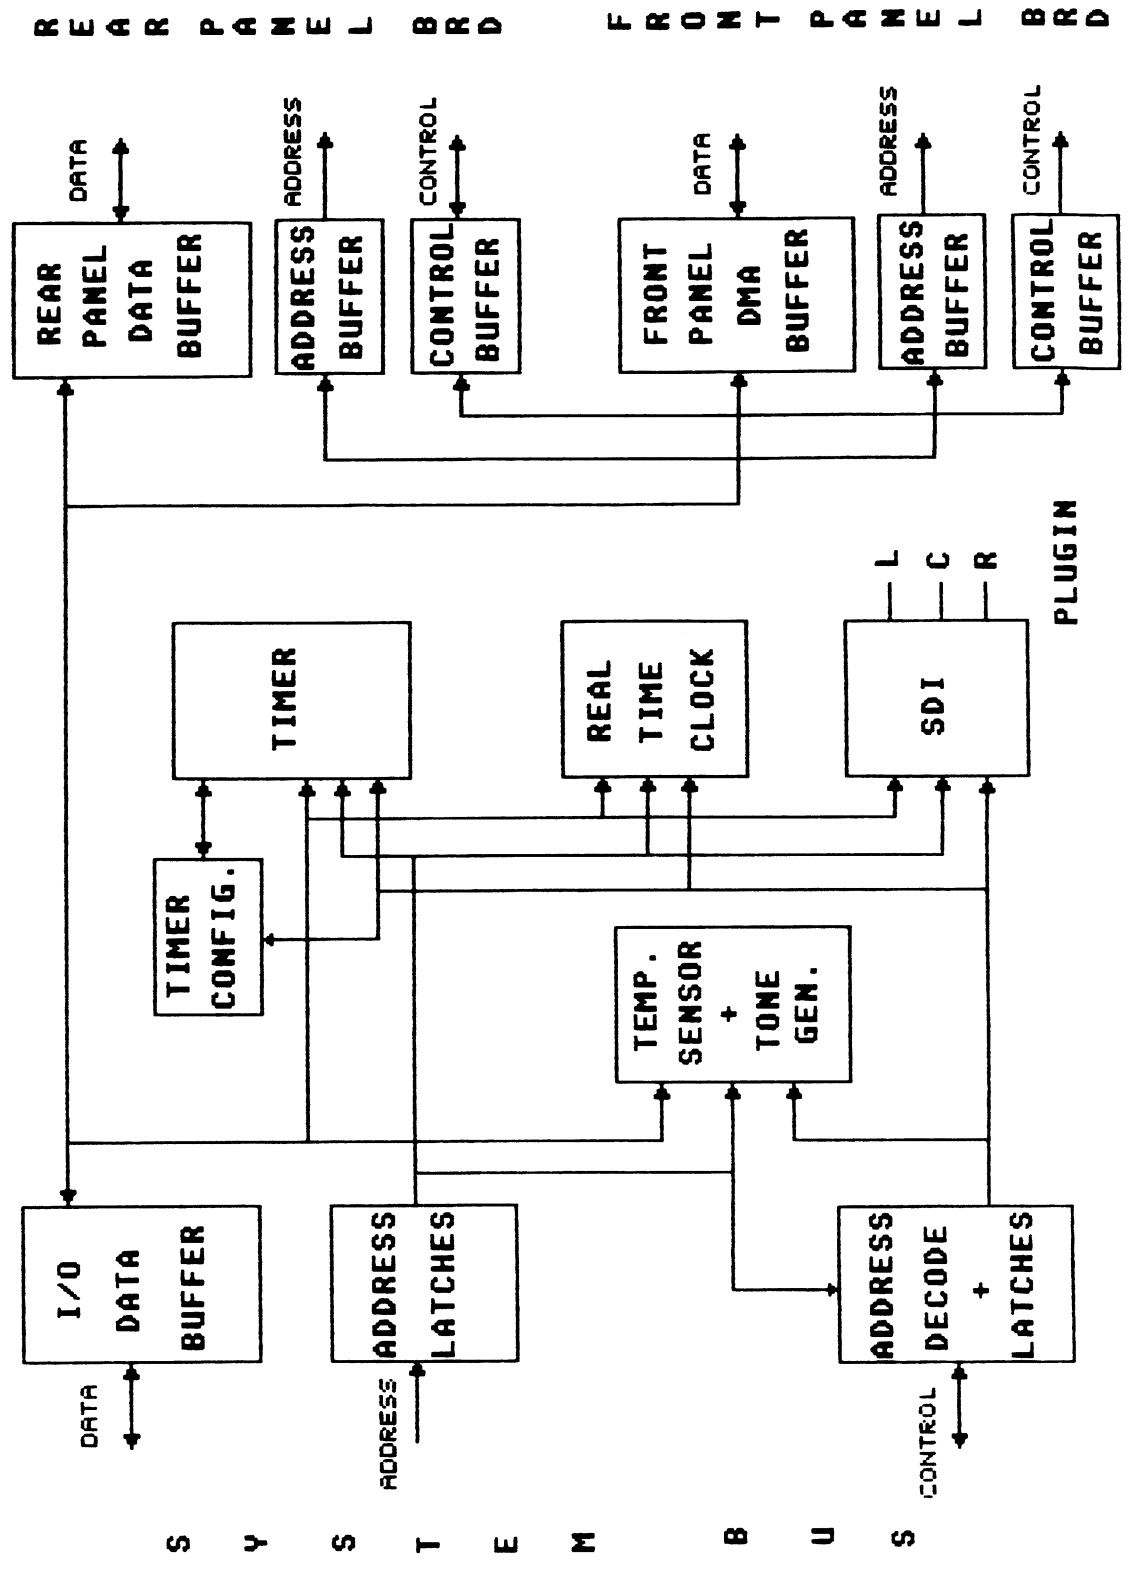 SYSTEM BUS
DATA
I/O
DATA
BUFFER
ADDRESS
ADDRESS
LATCHES
CONTROL
ADDRESS
DECODE
+
LATCHES
TIMER
CONFIG.
TEMP.
SENSOR
+
TONE
GEN.
TIMER
REAL
TIME
CLOCK
SDI
L
C
R
PLUGIN
REAR
PANEL
DATA
BUFFER
DATA
ADDRESS
BUFFER
ADDRESS
CONTROL
BUFFER
CONTROL
FRONT
PANEL
DMA
BUFFER
DATA
ADDRESS
BUFFER
ADDRESS
CONTROL
BUFFER
CONTROL
REAR PANEL BRD
FRONT PANEL BRD